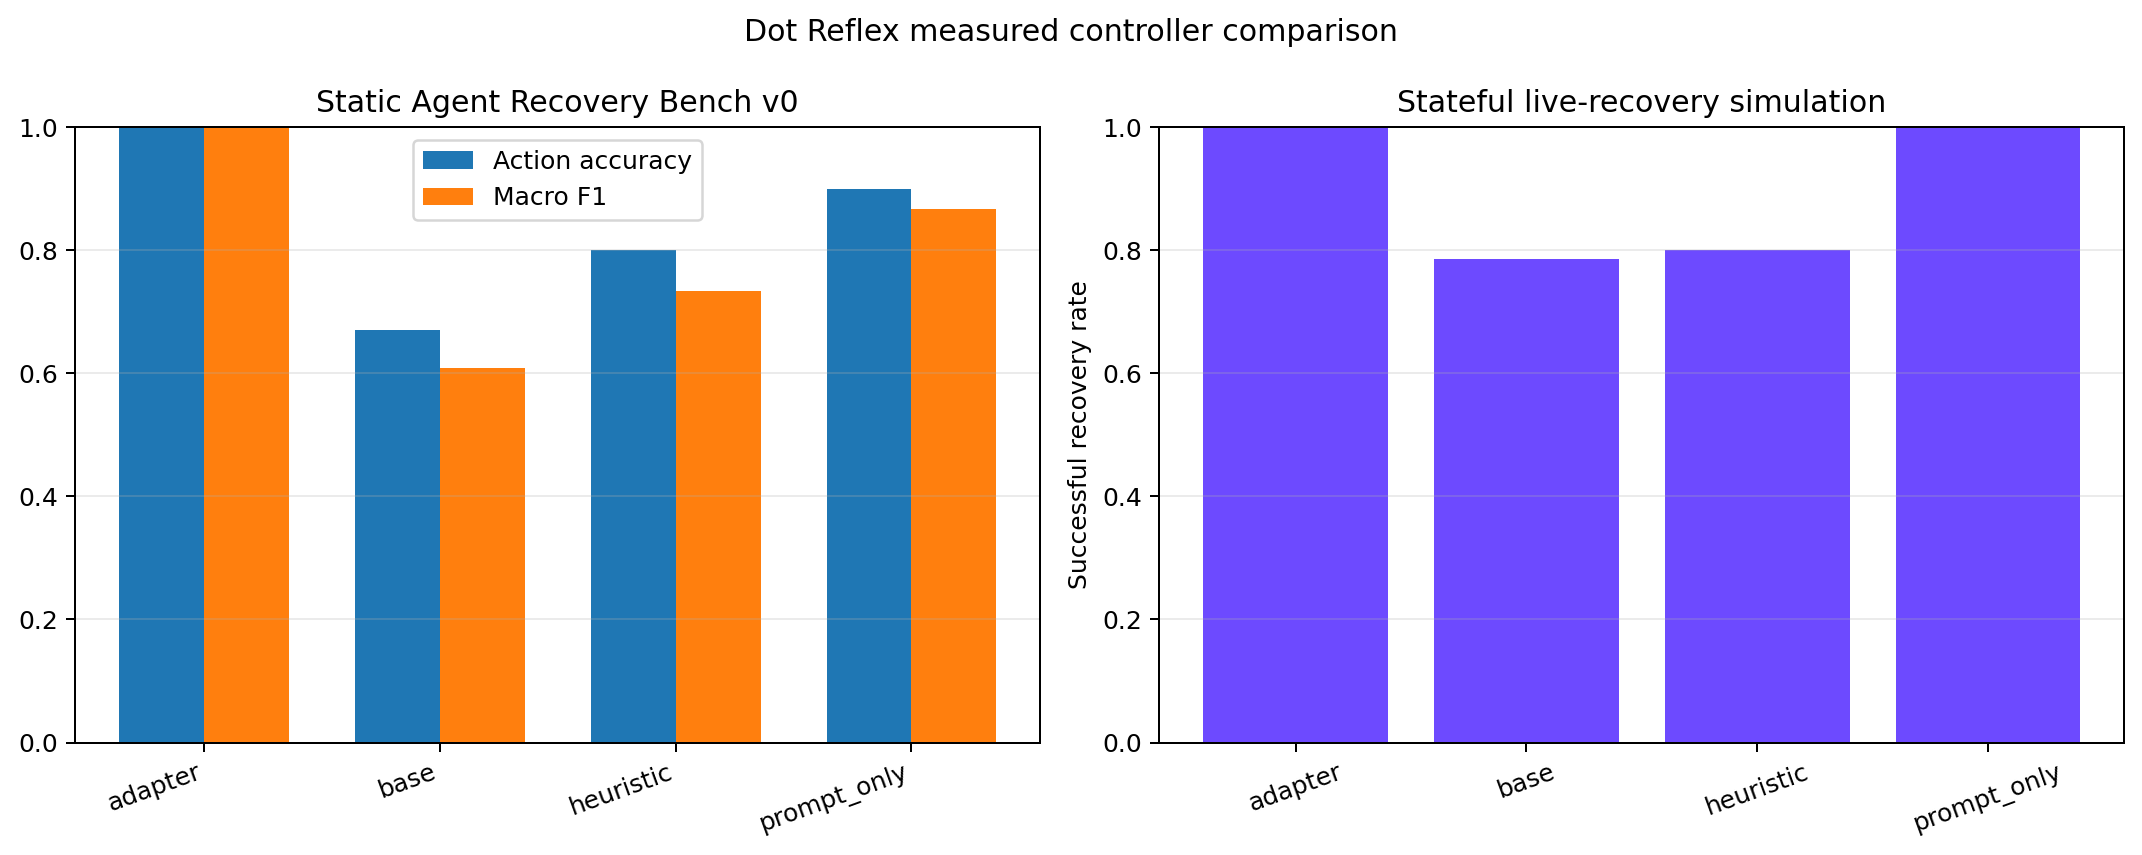 Dot Reflex measured controller comparison
Static Agent Recovery Bench v0
1.0
0.8
0.6
0.4
0.2
0.0
Action accuracy
Macro F1
adapter
base
heuristic
prompt_only
Stateful live-recovery simulation
Successful recovery rate
1.0
0.8
0.6
0.4
0.2
0.0
adapter
base
heuristic
prompt_only